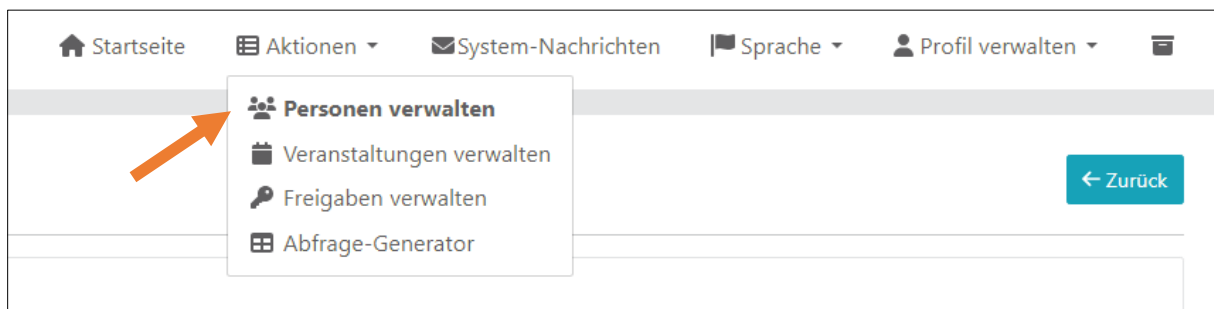 Startseite Aktionen System-Nachrichten Sprache Profil verwalten
Personen verwalten
Veranstaltungen verwalten
Zurück
Freigaben verwalten
Abfrage-Generator